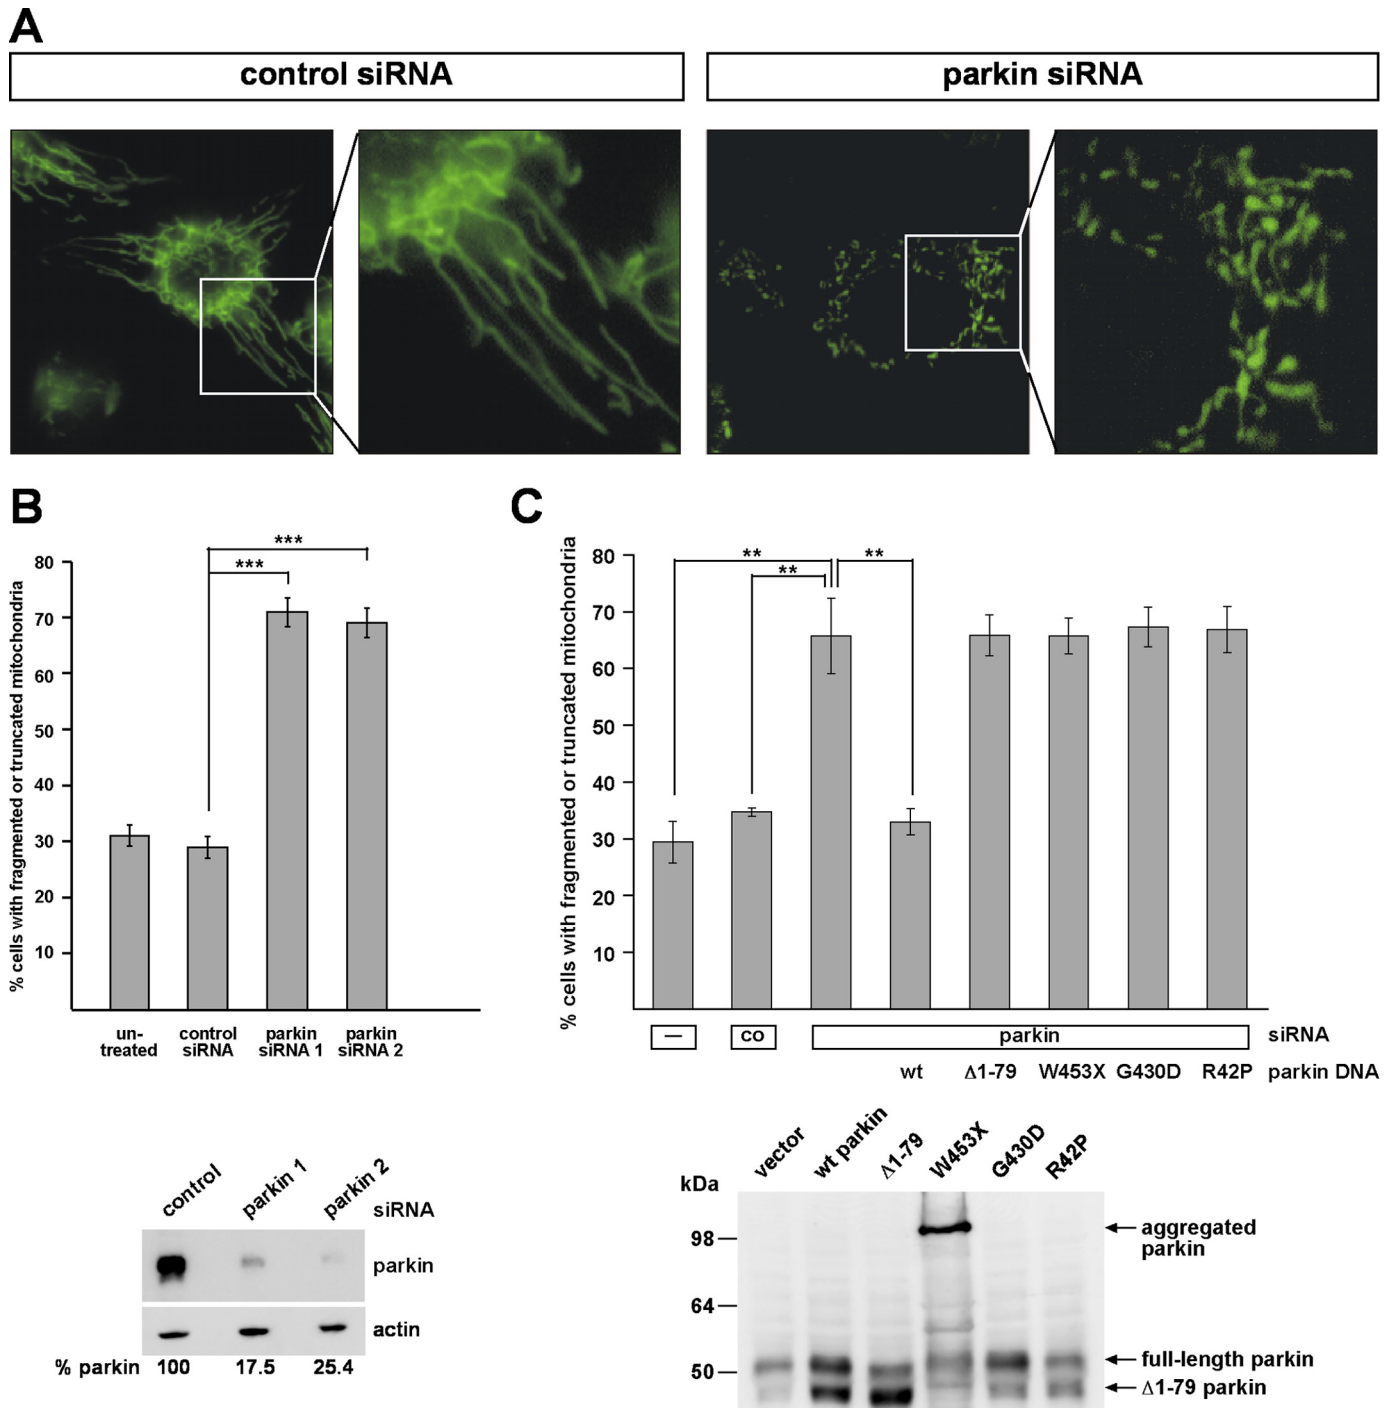 A
control siRNA
parkin siRNA
B
% cells with fragmented or truncated mitochondria
80
70
60
50
40
30
20
10
***
***
un-
treated
control
siRNA
parkin
siRNA 1
parkin
siRNA 2
control
parkin 1
parkin 2
siRNA
parkin
actin
% parkin 100 17.5 25.4
C
% cells with fragmented or truncated mitochondria
80
70
60
50
40
30
20
10
**
**
**
— co parkin siRNA
wt Δ1-79 W453X G430D R42P parkin DNA
vector
wt parkin
Δ1-79
W453X
G430D
R42P
kDa
98
64
50
aggregated
parkin
full-length parkin
Δ1-79 parkin